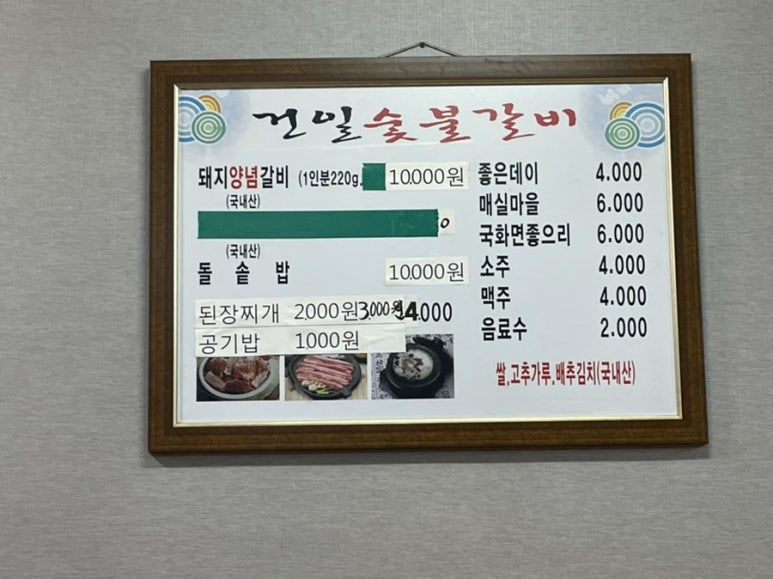 건일숯불갈비
돼지양념갈비 (1인분220g) 10.000원
(국내산)
0
(국내산)
돌솥밥 10.000원
된장찌개 2,000원 3.000원 4.000
공기밥 1,000원
좋은데이 4.000
매실마을 6.000
국화면좋으리 6.000
소주 4.000
맥주 4.000
음료수 2.000
쌀,고추가루,배추김치(국내산)